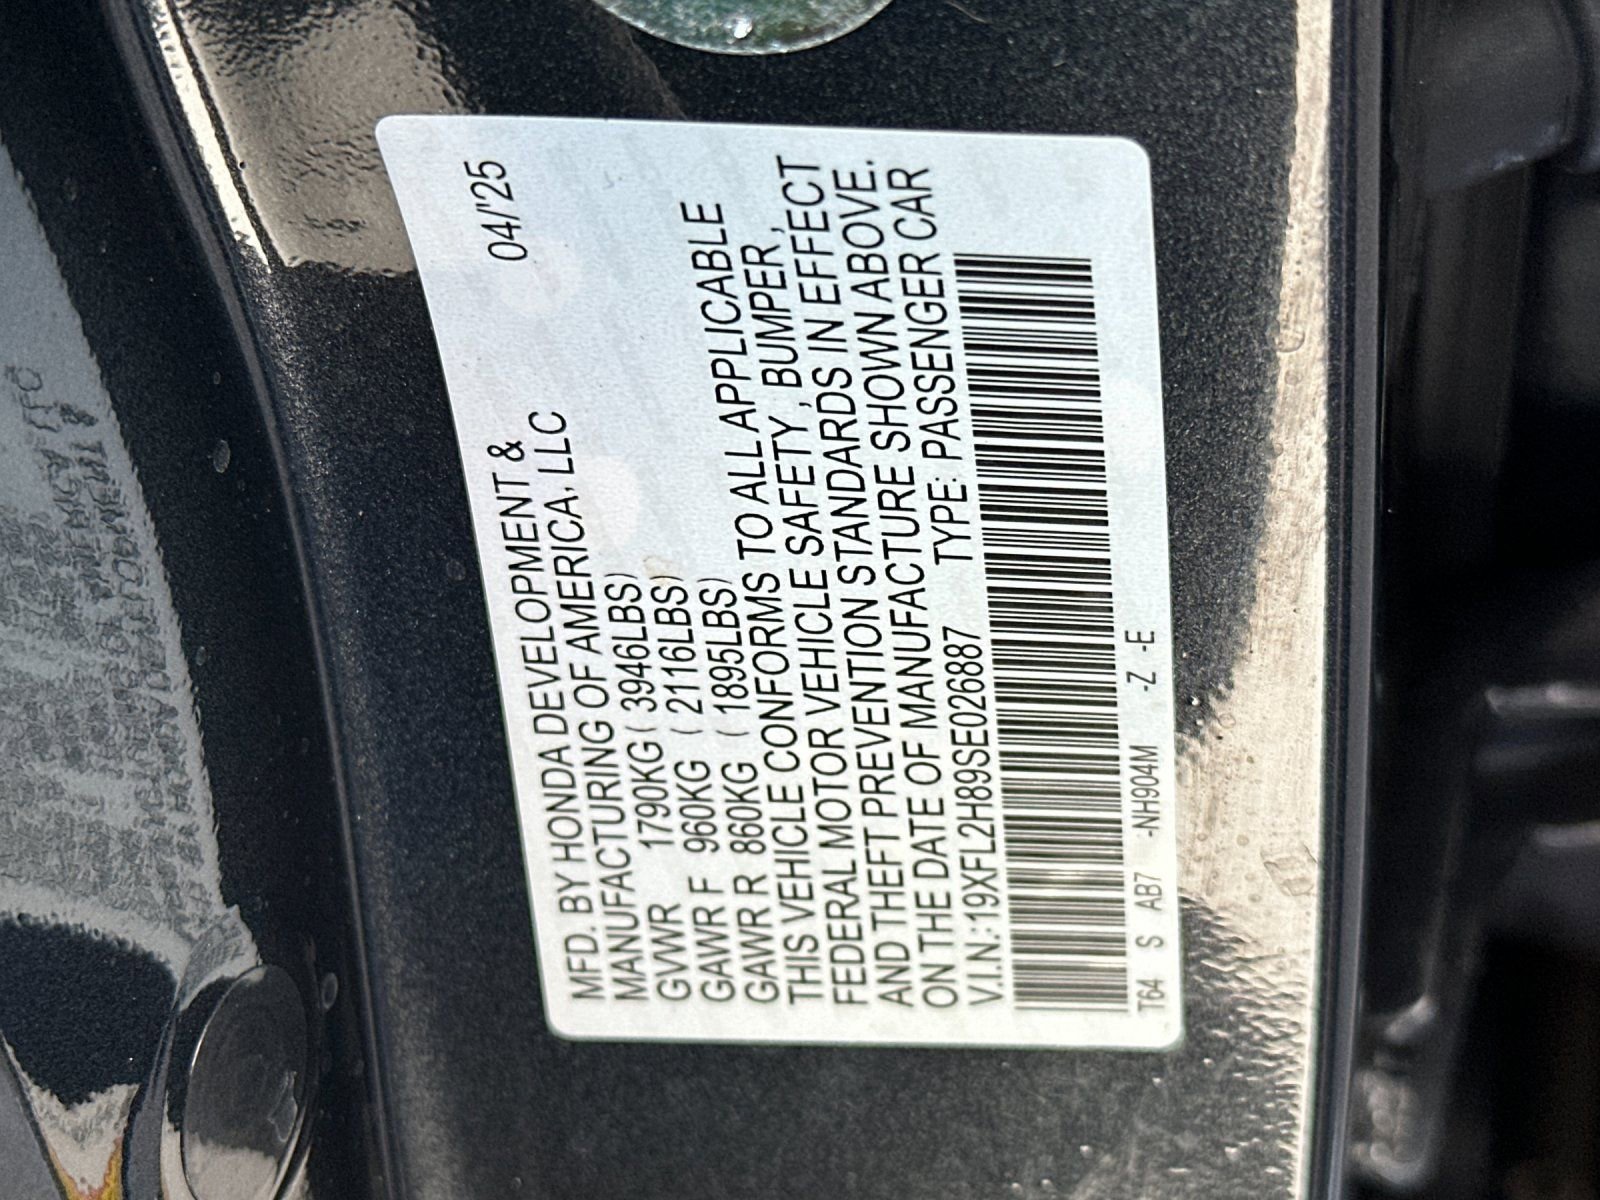 MFD. BY HONDA DEVELOPMENT & 04/'25
MANUFACTURING OF AMERICA, LLC
GVWR 1790KG ( 3946LBS)
GAWR F 960KG ( 2116LBS)
GAWR R 860KG ( 1895LBS)
THIS VEHICLE CONFORMS TO ALL APPLICABLE
FEDERAL MOTOR VEHICLE SAFETY, BUMPER,
AND THEFT PREVENTION STANDARDS IN EFFECT
ON THE DATE OF MANUFACTURE SHOWN ABOVE.
V.I.N.:19XFL2H89SE026887 TYPE: PASSENGER CAR
T64 S AB7 -NH904M -Z -E